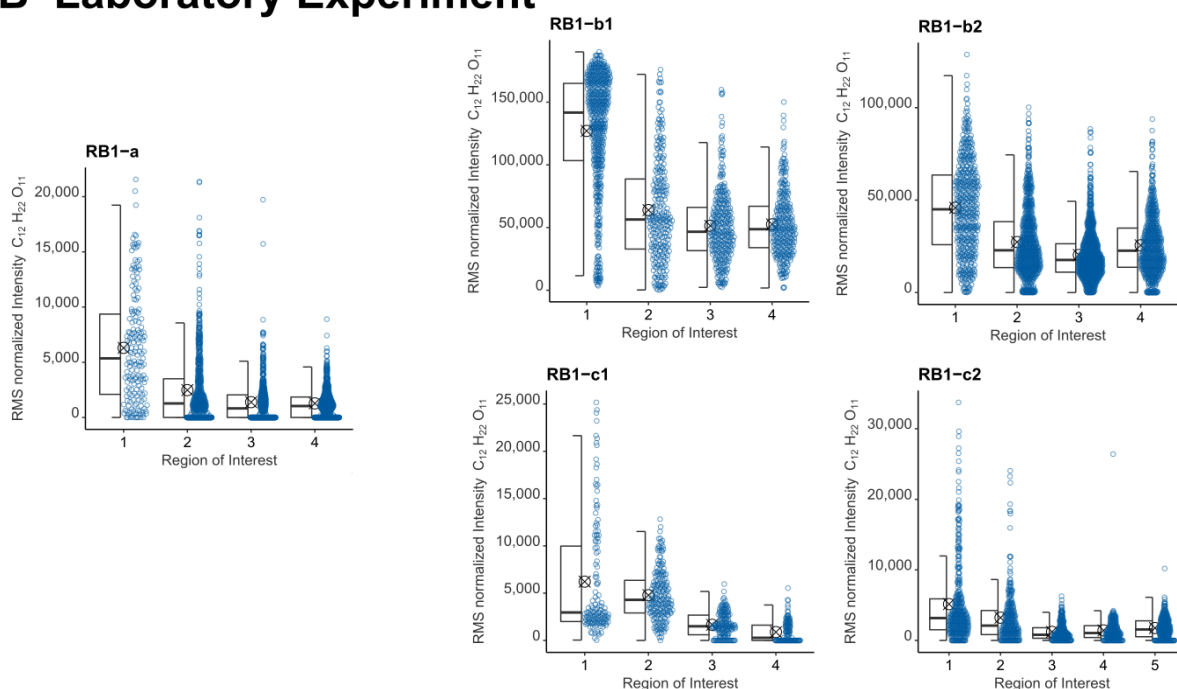 B Laboratory Experiment
RB1−a
RMS normalized Intensity C12 H22 O11
20,000
15,000
10,000
5,000
0
1 2 3 4
Region of Interest
RB1−b1
RMS normalized Intensity C12 H22 O11
150,000
100,000
50,000
0
1 2 3 4
Region of Interest
RB1−b2
RMS normalized Intensity C12 H22 O11
100,000
50,000
0
1 2 3 4
Region of Interest
RB1−c1
RMS normalized Intensity C12 H22 O11
25,000
20,000
15,000
10,000
5,000
0
1 2 3 4
Region of Interest
RB1−c2
RMS normalized Intensity C12 H22 O11
30,000
20,000
10,000
0
1 2 3 4 5
Region of Interest